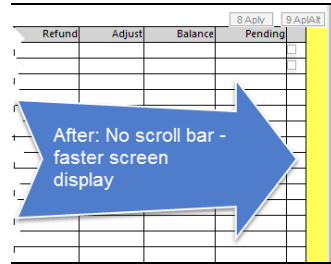 8 Aply 9 AplAlt
Refund Adjust Balance Pending
After: No scroll bar -
faster screen
display